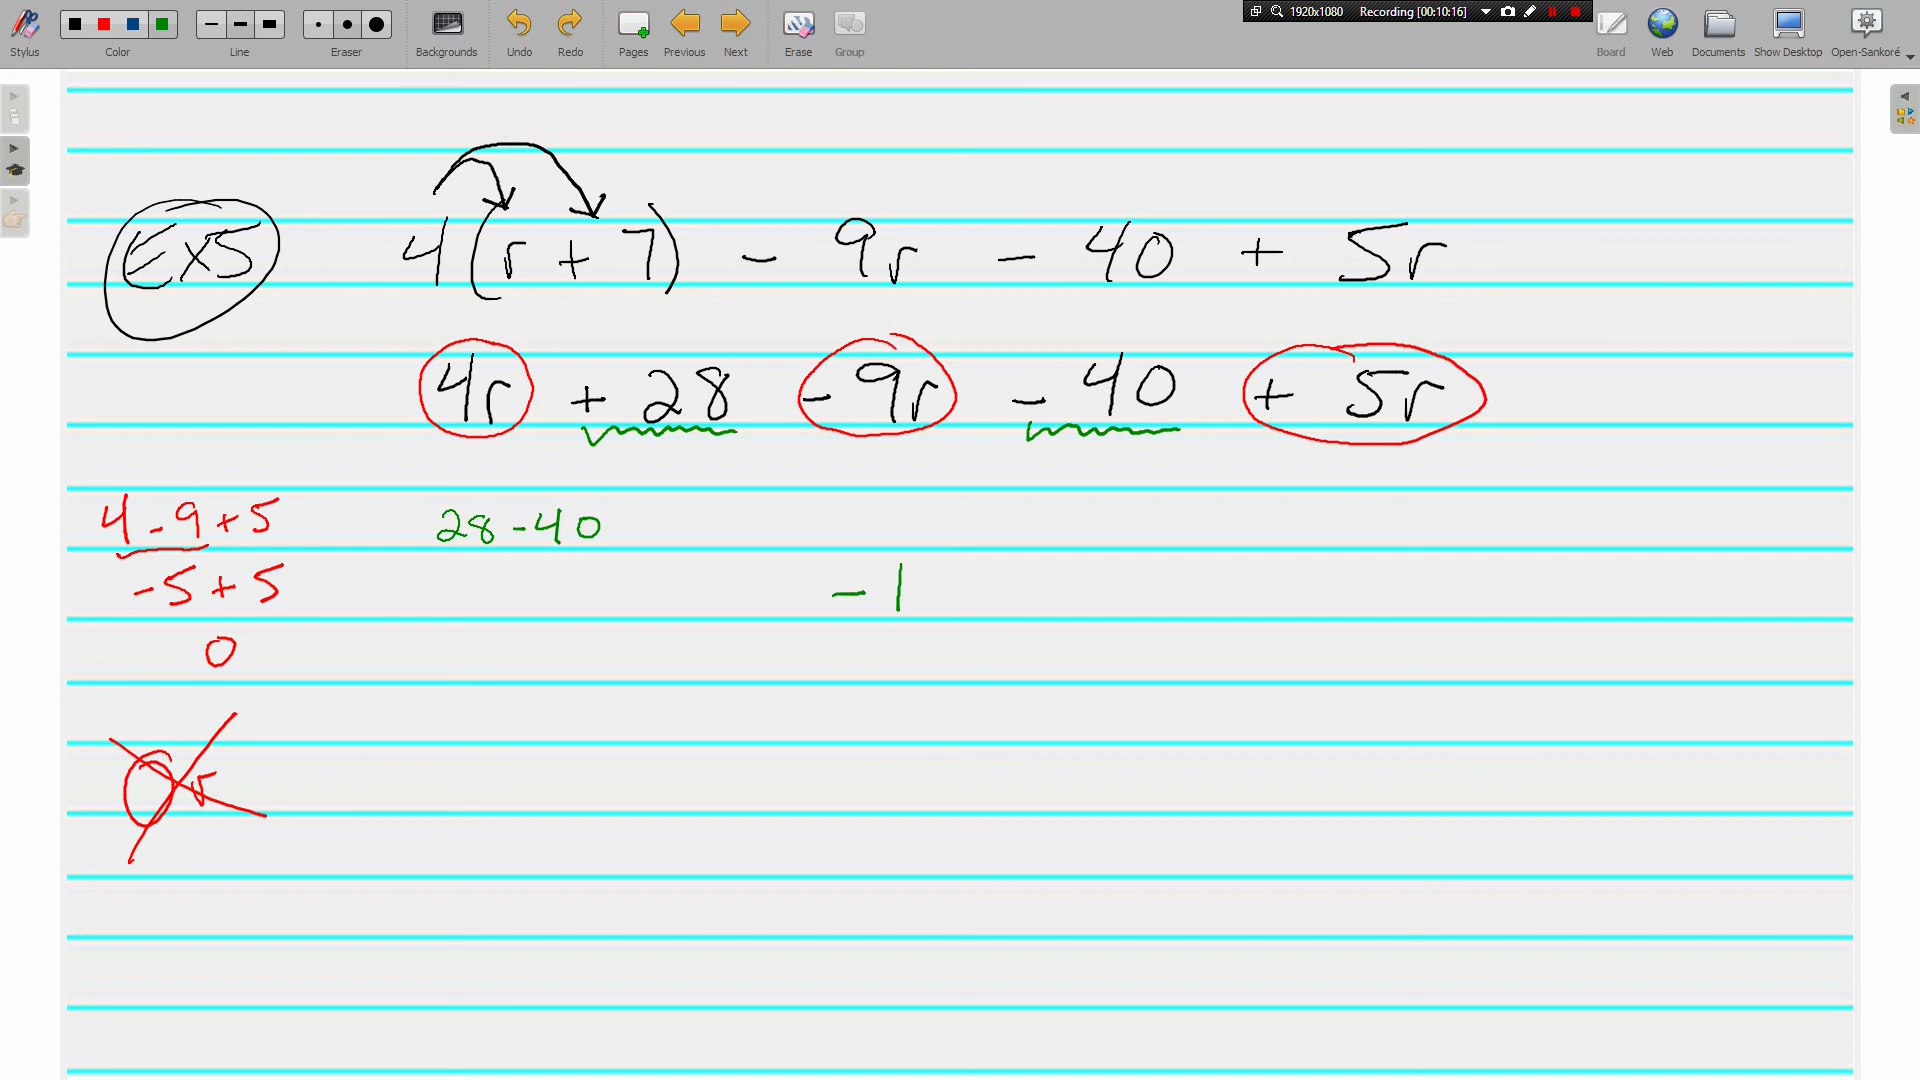 1920x1080 Recording [00:10:16]
Stylus Color Line Eraser Backgrounds Undo Redo Pages Previous Next Erase Group Board Web Documents Show Desktop Open-Sankoré
Ex5 4(r + 7) - 9r - 40 + 5r
4r + 28 - 9r - 40 + 5r
4 - 9 + 5 28 - 40
-5 + 5 - 1
0
0r